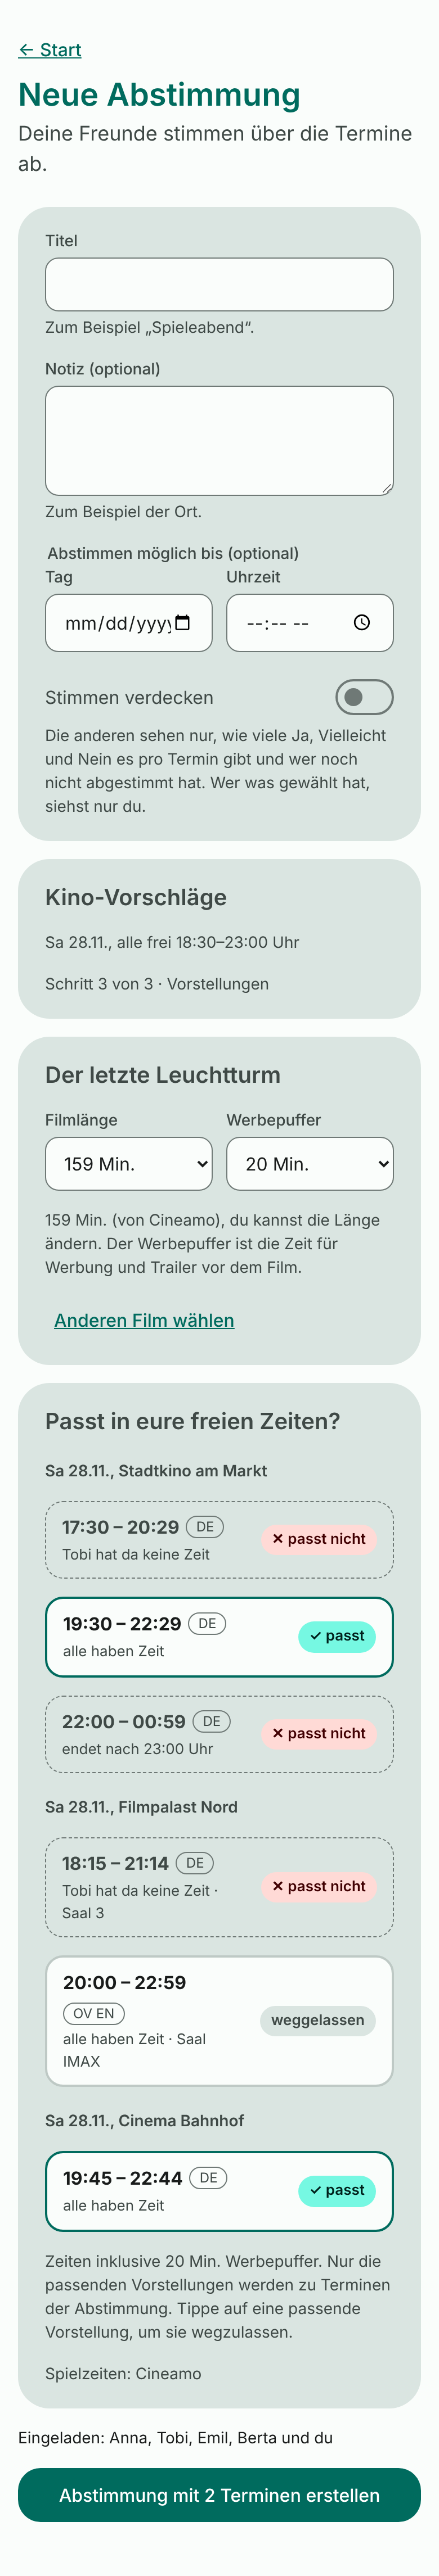 ← Start
Neue Abstimmung
Deine Freunde stimmen über die Termine
ab.
Titel
Zum Beispiel „Spieleabend“.
Notiz (optional)
Zum Beispiel der Ort.
Abstimmen möglich bis (optional)
Tag
Uhrzeit
mm/dd/yyyy
--:-- --
Stimmen verdecken
Die anderen sehen nur, wie viele Ja, Vielleicht
und Nein es pro Termin gibt und wer noch
nicht abgestimmt hat. Wer was gewählt hat,
siehst nur du.
Kino-Vorschläge
Sa 28.11., alle frei 18:30–23:00 Uhr
Schritt 3 von 3 · Vorstellungen
Der letzte Leuchtturm
Filmlänge
Werbepuffer
159 Min.
20 Min.
159 Min. (von Cineamo), du kannst die Länge
ändern. Der Werbepuffer ist die Zeit für
Werbung und Trailer vor dem Film.
Anderen Film wählen
Passt in eure freien Zeiten?
Sa 28.11., Stadtkino am Markt
17:30 – 20:29 DE
Tobi hat da keine Zeit
✕ passt nicht
19:30 – 22:29 DE
alle haben Zeit
✓ passt
22:00 – 00:59 DE
endet nach 23:00 Uhr
✕ passt nicht
Sa 28.11., Filmpalast Nord
18:15 – 21:14 DE
Tobi hat da keine Zeit ·
Saal 3
✕ passt nicht
20:00 – 22:59
OV EN
alle haben Zeit · Saal
IMAX
weggelassen
Sa 28.11., Cinema Bahnhof
19:45 – 22:44 DE
alle haben Zeit
✓ passt
Zeiten inklusive 20 Min. Werbepuffer. Nur die
passenden Vorstellungen werden zu Terminen
der Abstimmung. Tippe auf eine passende
Vorstellung, um sie wegzulassen.
Spielzeiten: Cineamo
Eingeladen: Anna, Tobi, Emil, Berta und du
Abstimmung mit 2 Terminen erstellen